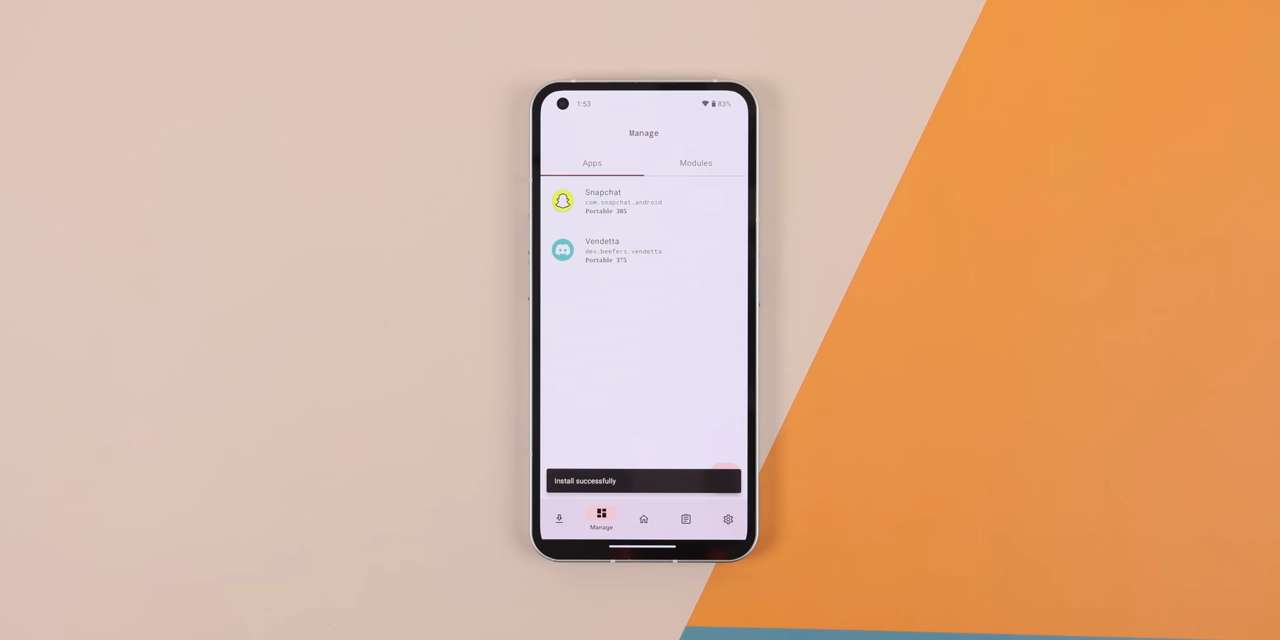 1:53
83%
Manage
Apps
Modules
Snapchat
com.snapchat.android
Portable 385
Vendetta
dev.beefers.vendetta
Portable 375
Install successfully
Manage